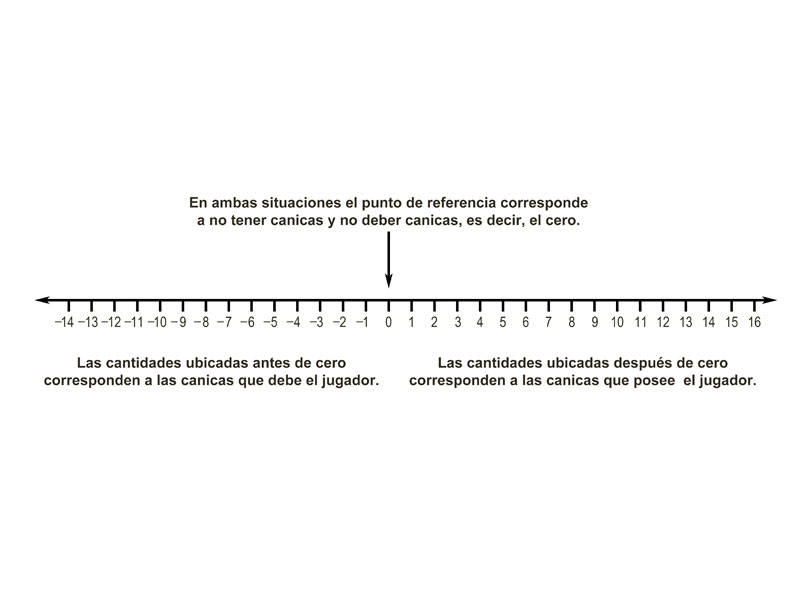 En ambas situaciones el punto de referencia corresponde
a no tener canicas y no deber canicas, es decir, el cero.
–14 –13 –12 –11 –10 –9 –8 –7 –6 –5 –4 –3 –2 –1 0 1 2 3 4 5 6 7 8 9 10 11 12 13 14 15 16
Las cantidades ubicadas antes de cero
corresponden a las canicas que debe el jugador.
Las cantidades ubicadas después de cero
corresponden a las canicas que posee el jugador.